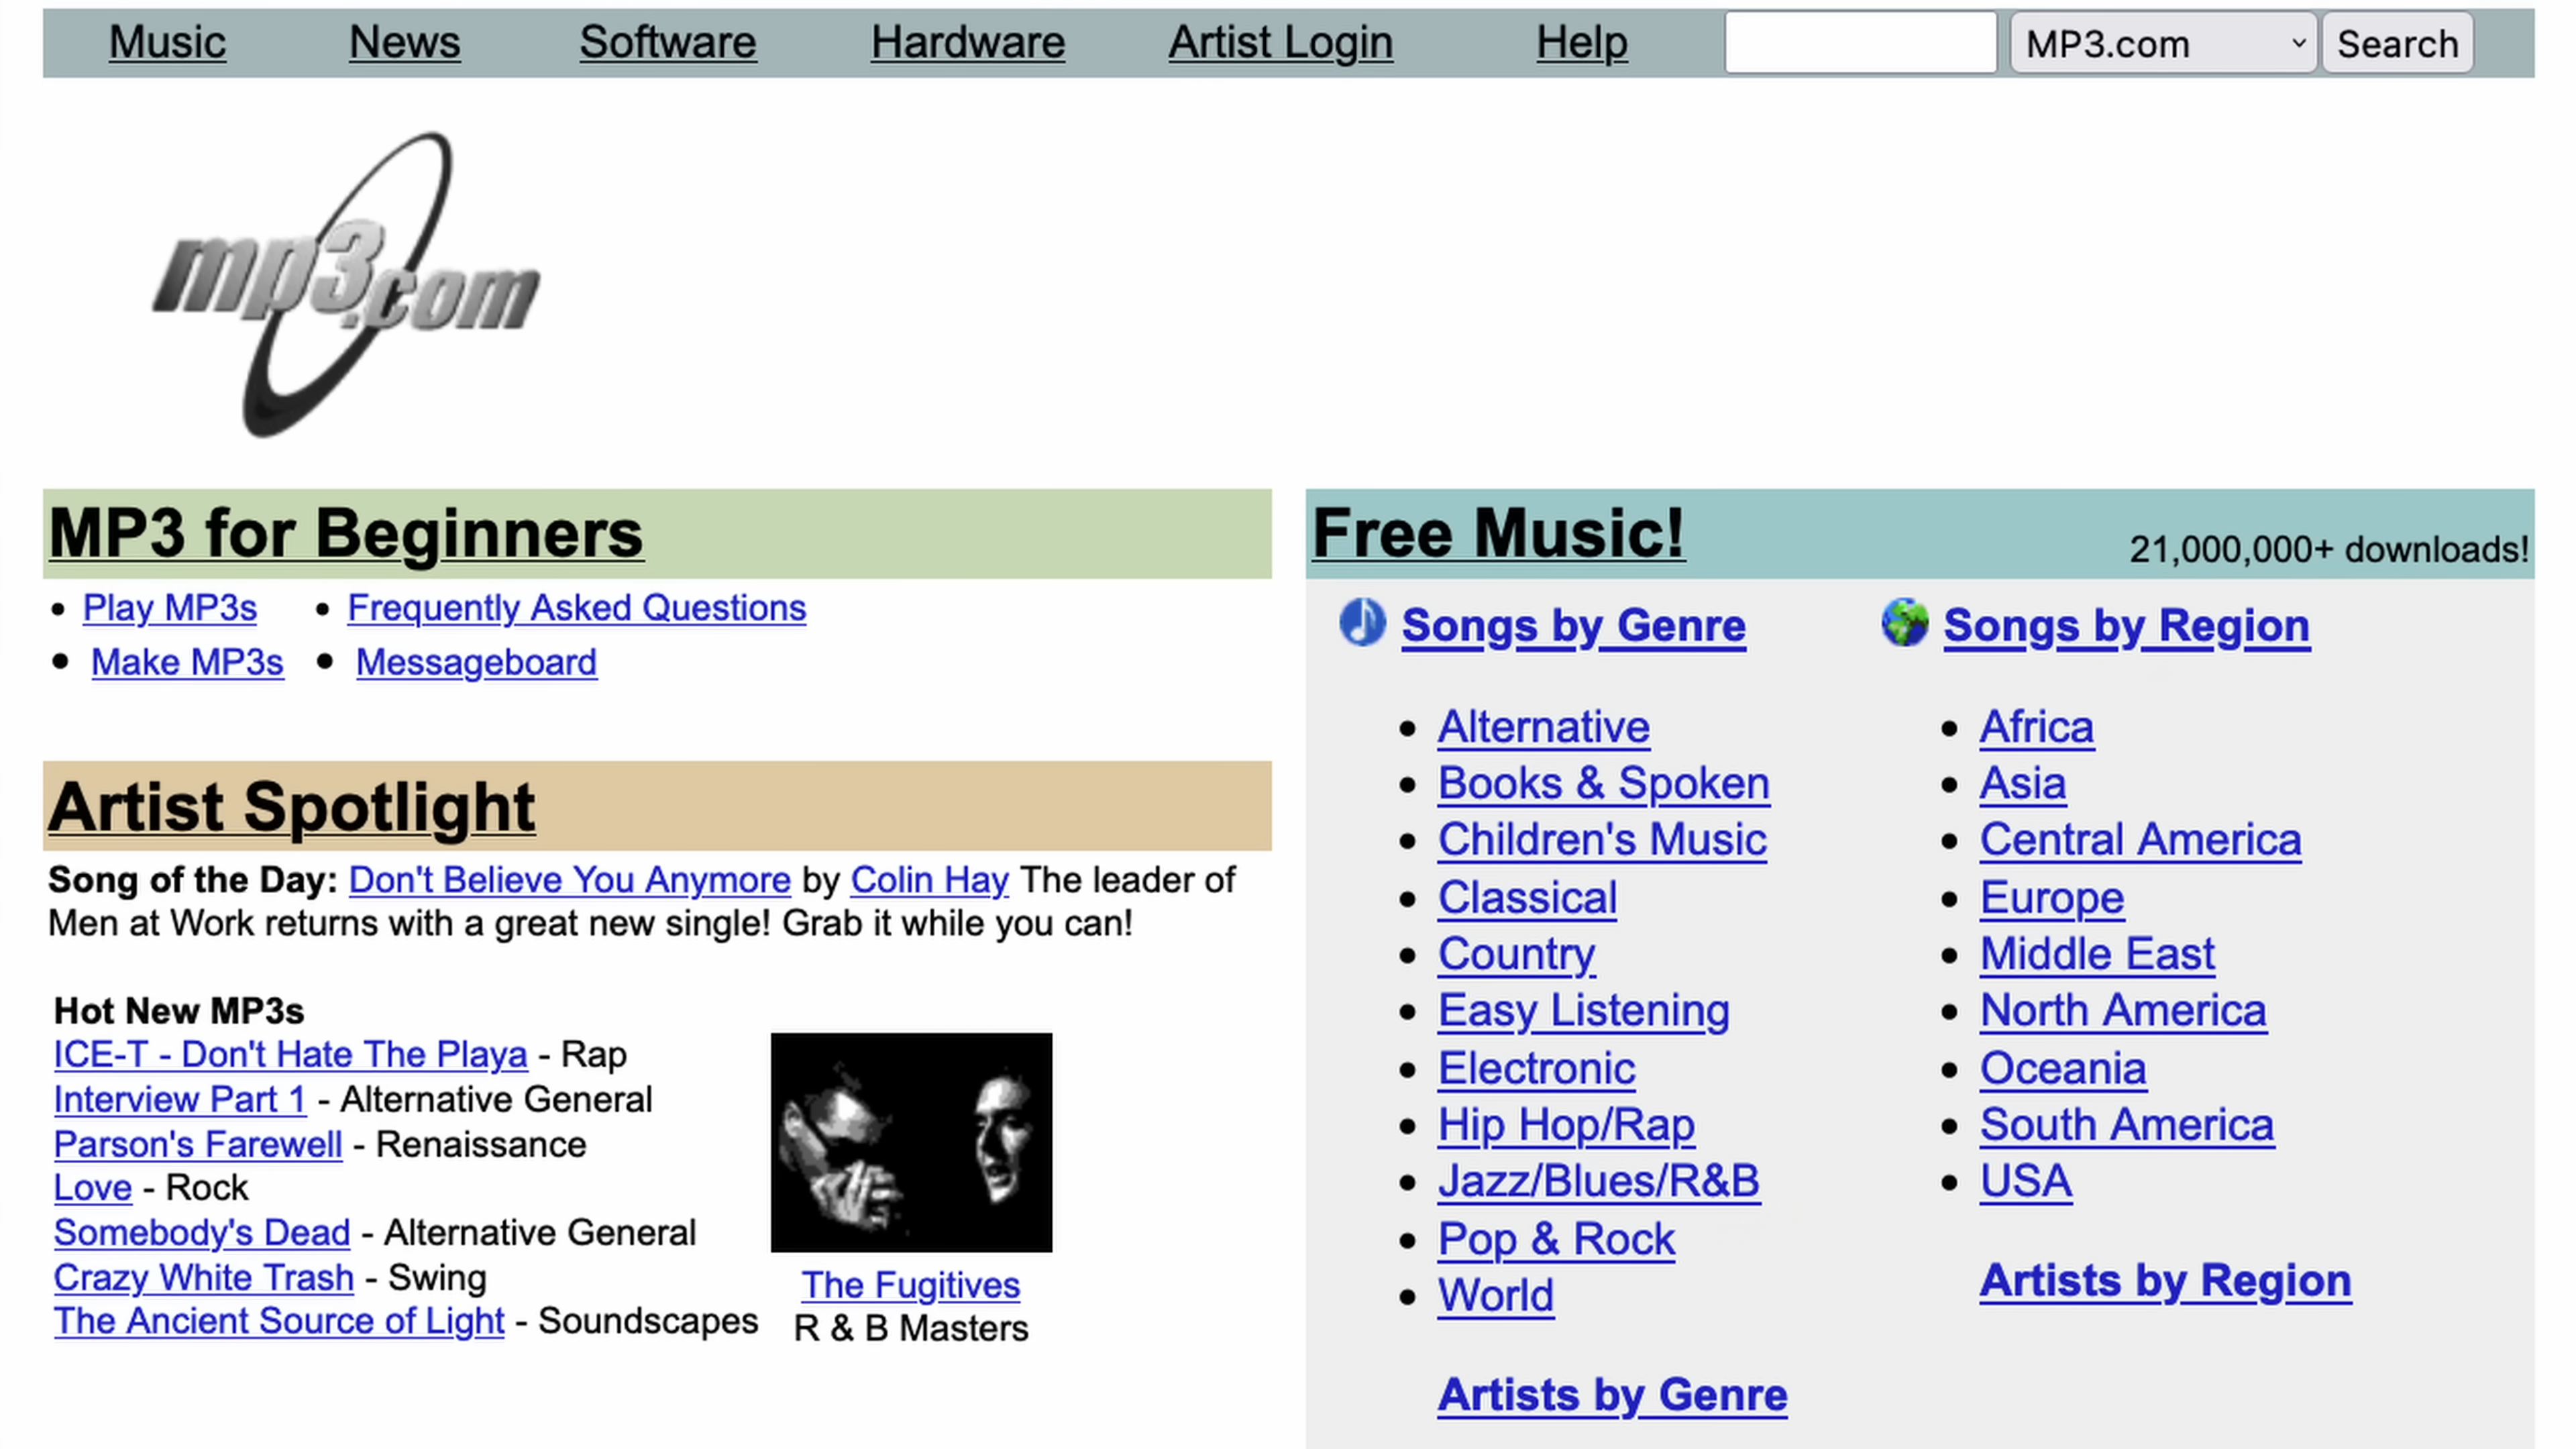 Music News Software Hardware Artist Login Help MP3.com Search
mp3.com
MP3 for Beginners
Play MP3s Frequently Asked Questions
Make MP3s Messageboard
Artist Spotlight
Song of the Day: Don't Believe You Anymore by Colin Hay The leader of
Men at Work returns with a great new single! Grab it while you can!
Hot New MP3s
ICE-T - Don't Hate The Playa - Rap
Interview Part 1 - Alternative General
Parson's Farewell - Renaissance
Love - Rock
Somebody's Dead - Alternative General
Crazy White Trash - Swing
The Ancient Source of Light - Soundscapes
The Fugitives
R & B Masters
Free Music! 21,000,000+ downloads!
Songs by Genre
Alternative
Books & Spoken
Children's Music
Classical
Country
Easy Listening
Electronic
Hip Hop/Rap
Jazz/Blues/R&B
Pop & Rock
World
Artists by Genre
Songs by Region
Africa
Asia
Central America
Europe
Middle East
North America
Oceania
South America
USA
Artists by Region